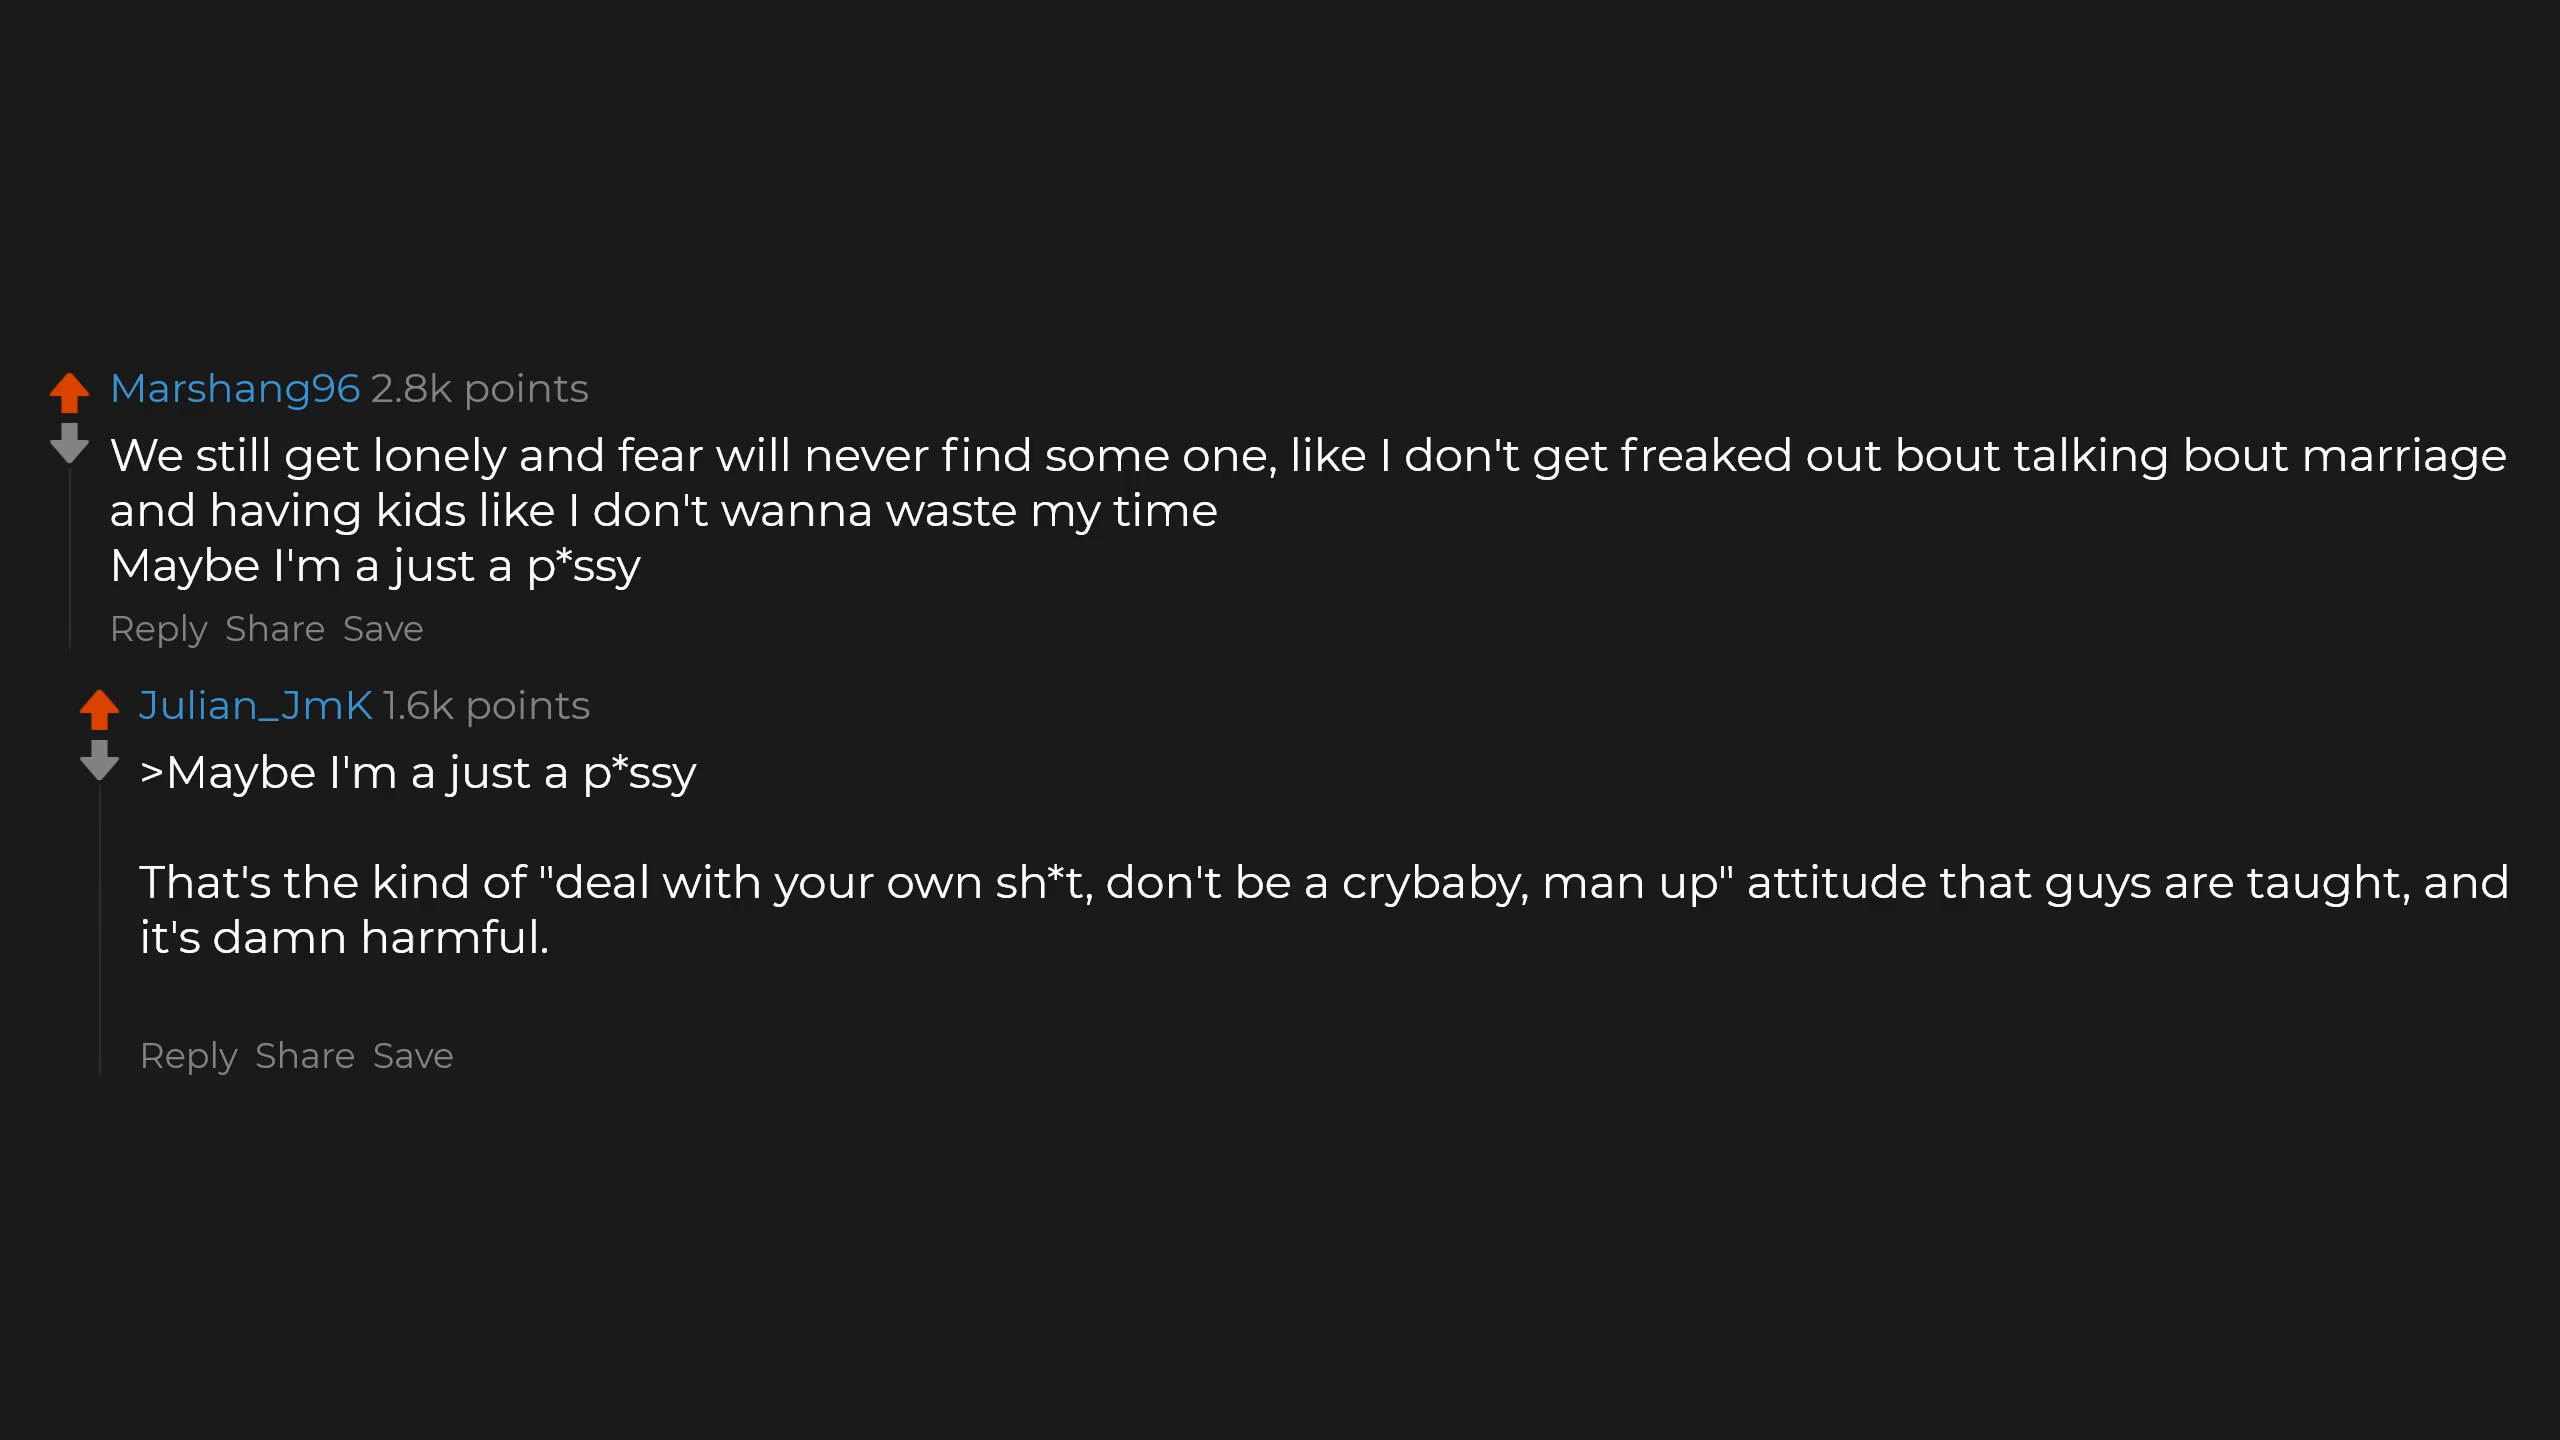 Marshang96 2.8k points
We still get lonely and fear will never find some one, like I don't get freaked out bout talking bout marriage
and having kids like I don't wanna waste my time
Maybe I'm a just a p*ssy
Reply Share Save
Julian_JmK 1.6k points
>Maybe I'm a just a p*ssy
That's the kind of "deal with your own sh*t, don't be a crybaby, man up" attitude that guys are taught, and
it's damn harmful.
Reply Share Save